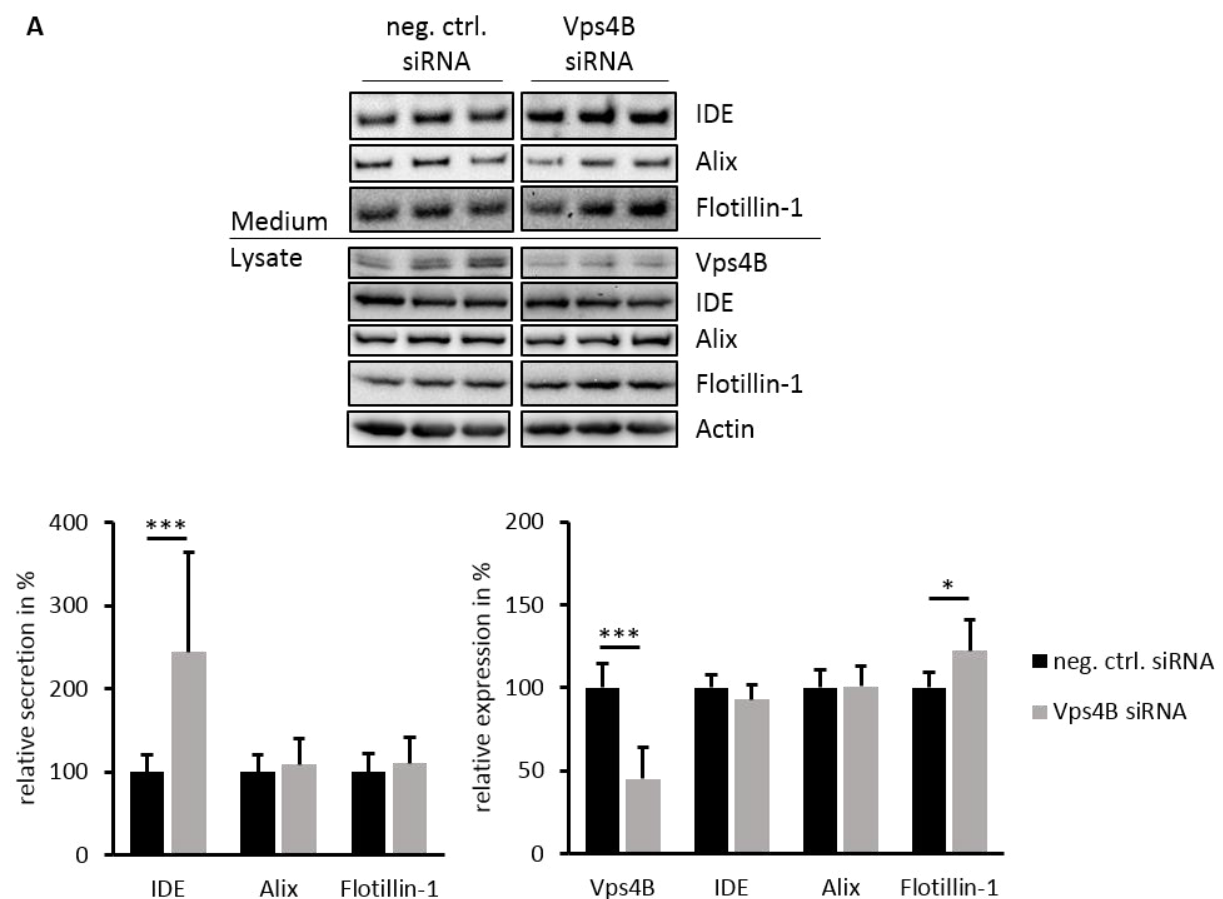 A
neg. ctrl.
siRNA
Vps4B
siRNA
IDE
Alix
Flotillin-1
Medium
Lysate
Vps4B
IDE
Alix
Flotillin-1
Actin
relative secretion in %
400
300
200
100
0
***
IDE
Alix
Flotillin-1
relative expression in %
200
150
100
50
0
***
*
Vps4B
IDE
Alix
Flotillin-1
neg. ctrl. siRNA
Vps4B siRNA